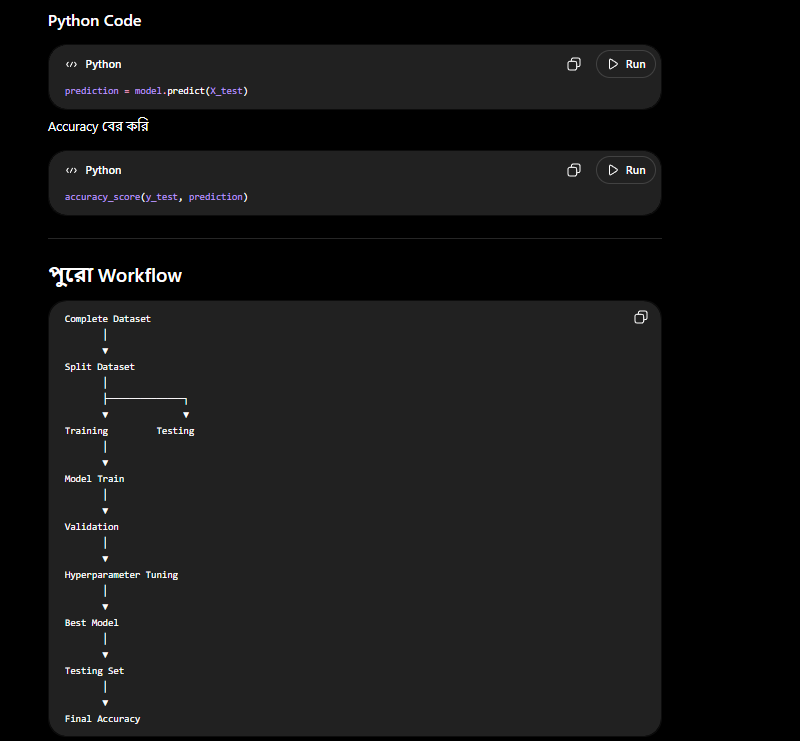 Python Code
Python
Run
prediction = model.predict(X_test)
Accuracy বের করি
Python
Run
accuracy_score(y_test, prediction)
পুরো Workflow
Complete Dataset
Split Dataset
Training Testing
Model Train
Validation
Hyperparameter Tuning
Best Model
Testing Set
Final Accuracy